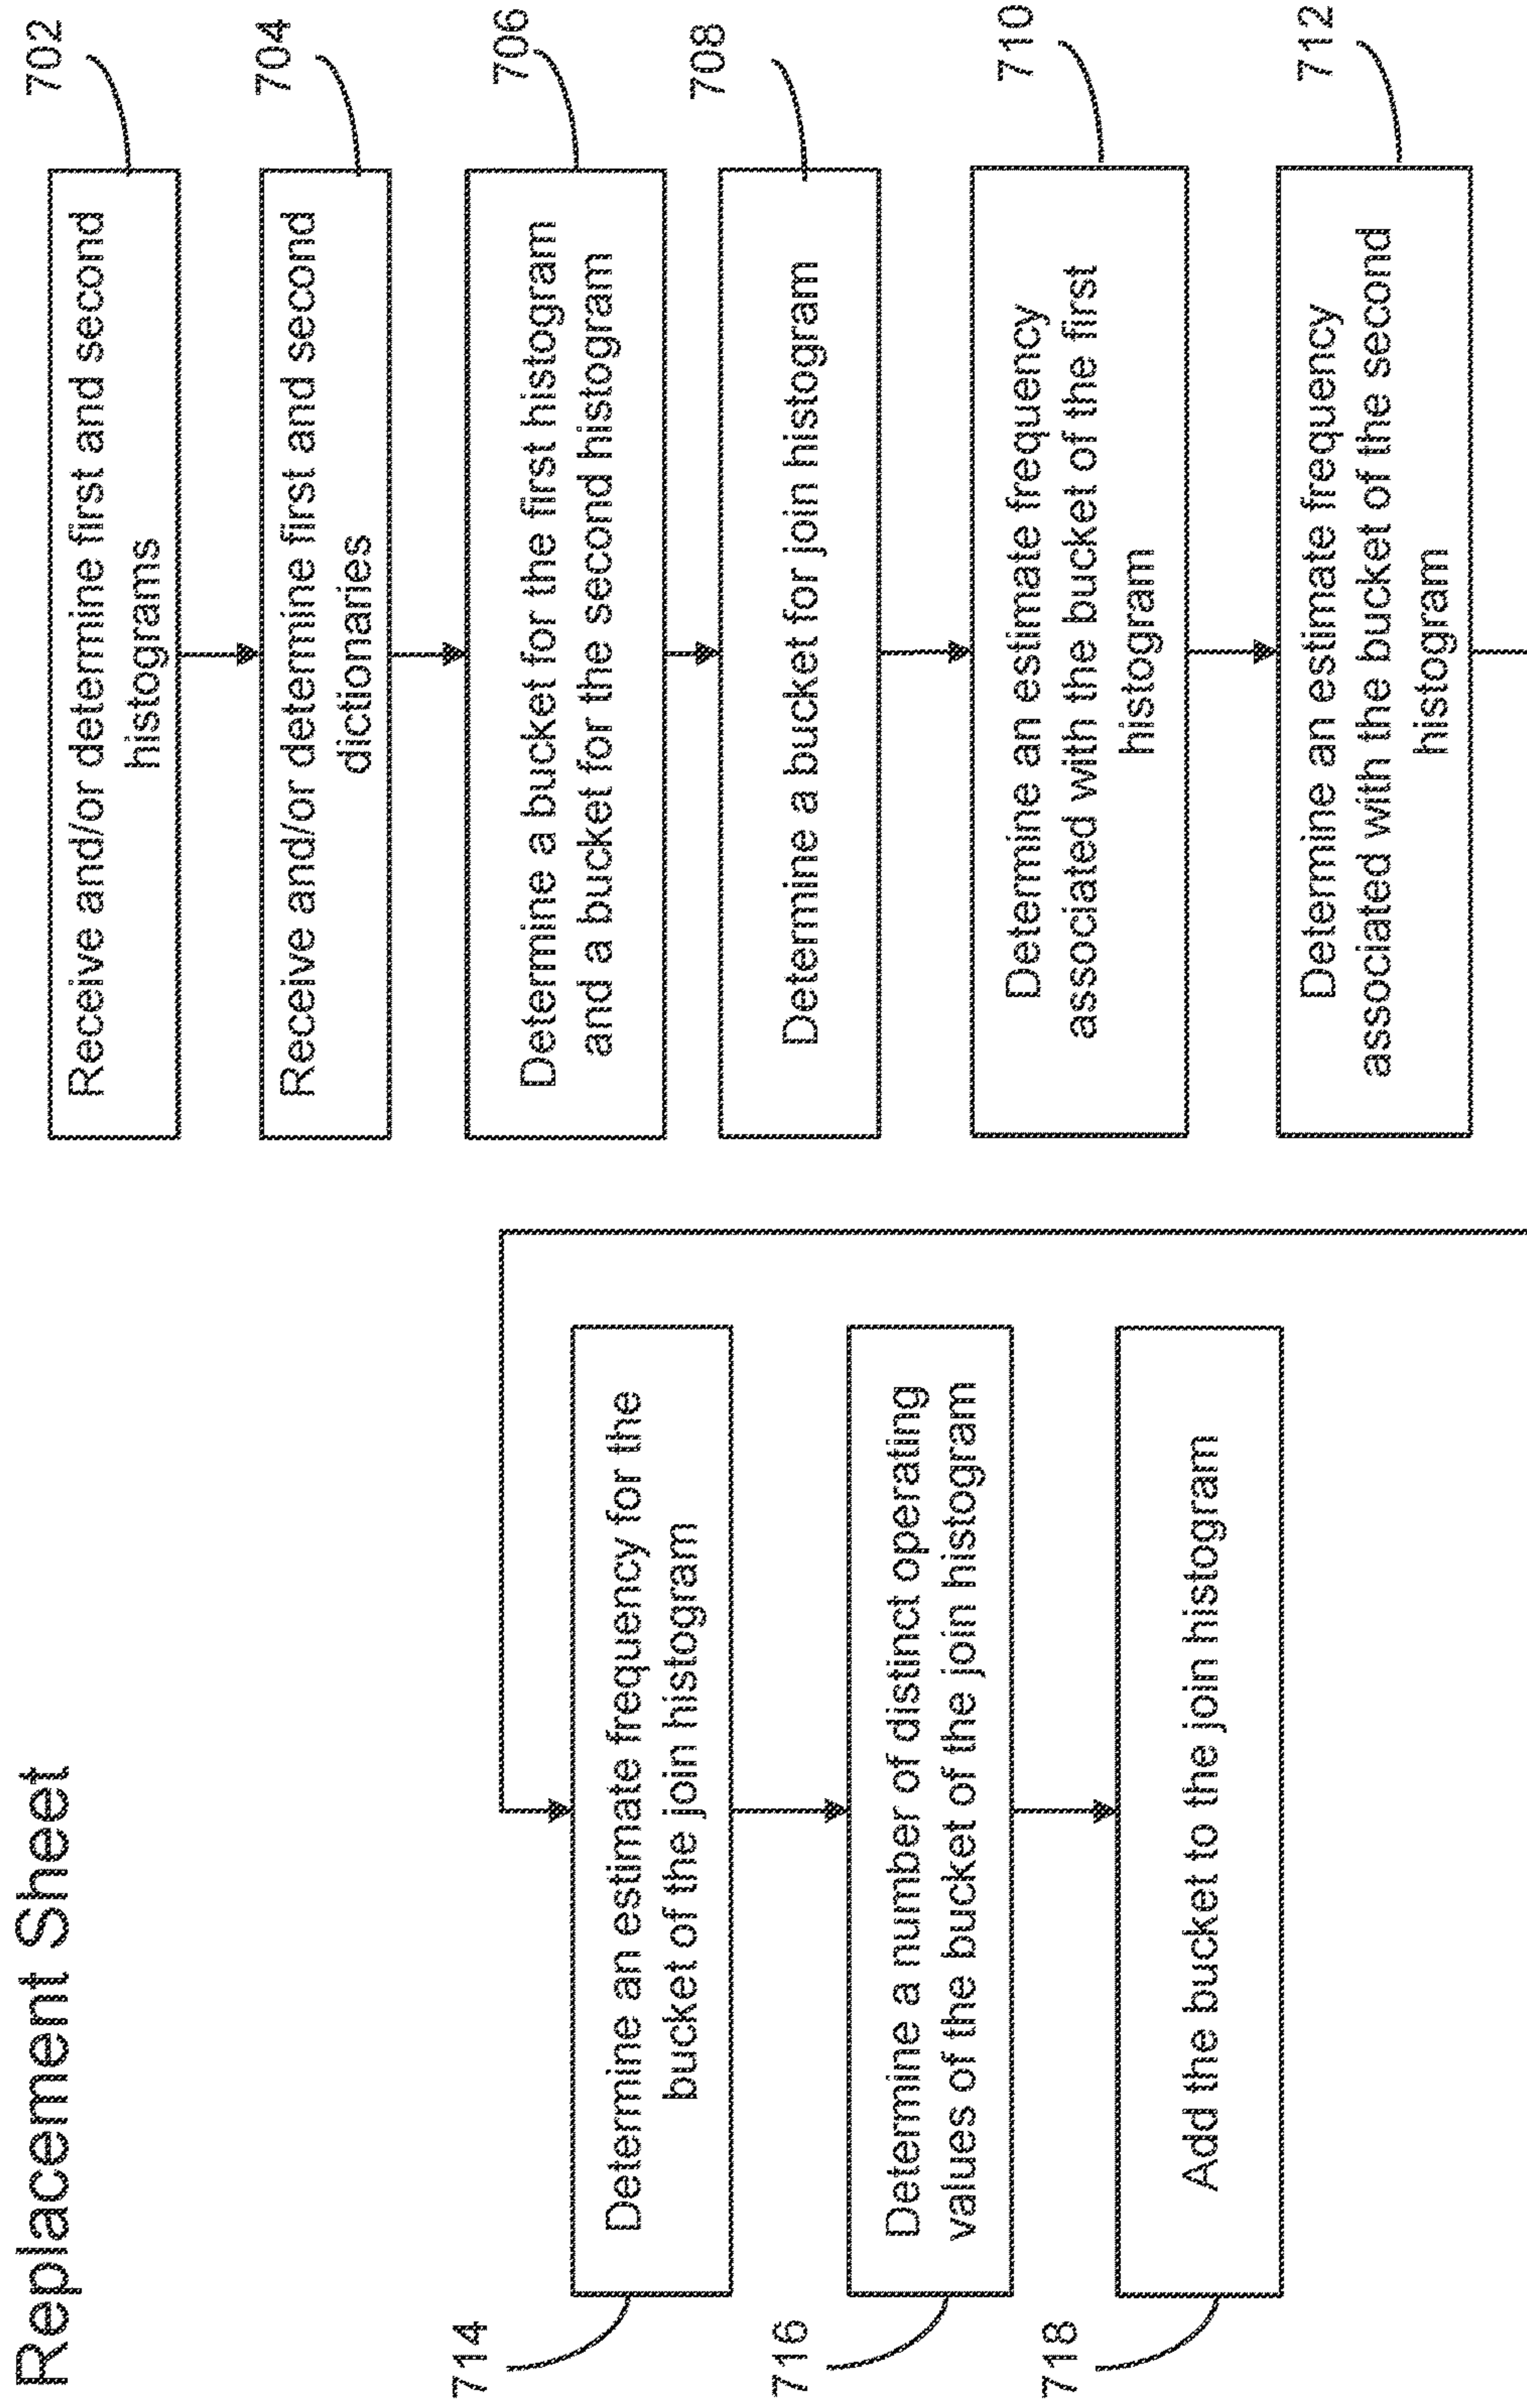 Replacement Sheet
702
Receive and/or determine first and second
histograms
704
Receive and/or determine first and second
dictionaries
706
Determine a bucket for the first histogram
and a bucket for the second histogram
708
Determine a bucket for join histogram
710
Determine an estimate frequency
associated with the bucket of the first
histogram
712
Determine an estimate frequency
associated with the bucket of the second
histogram
714
Determine an estimate frequency for the
bucket of the join histogram
716
Determine a number of distinct operating
values of the bucket of the join histogram
718
Add the bucket to the join histogram